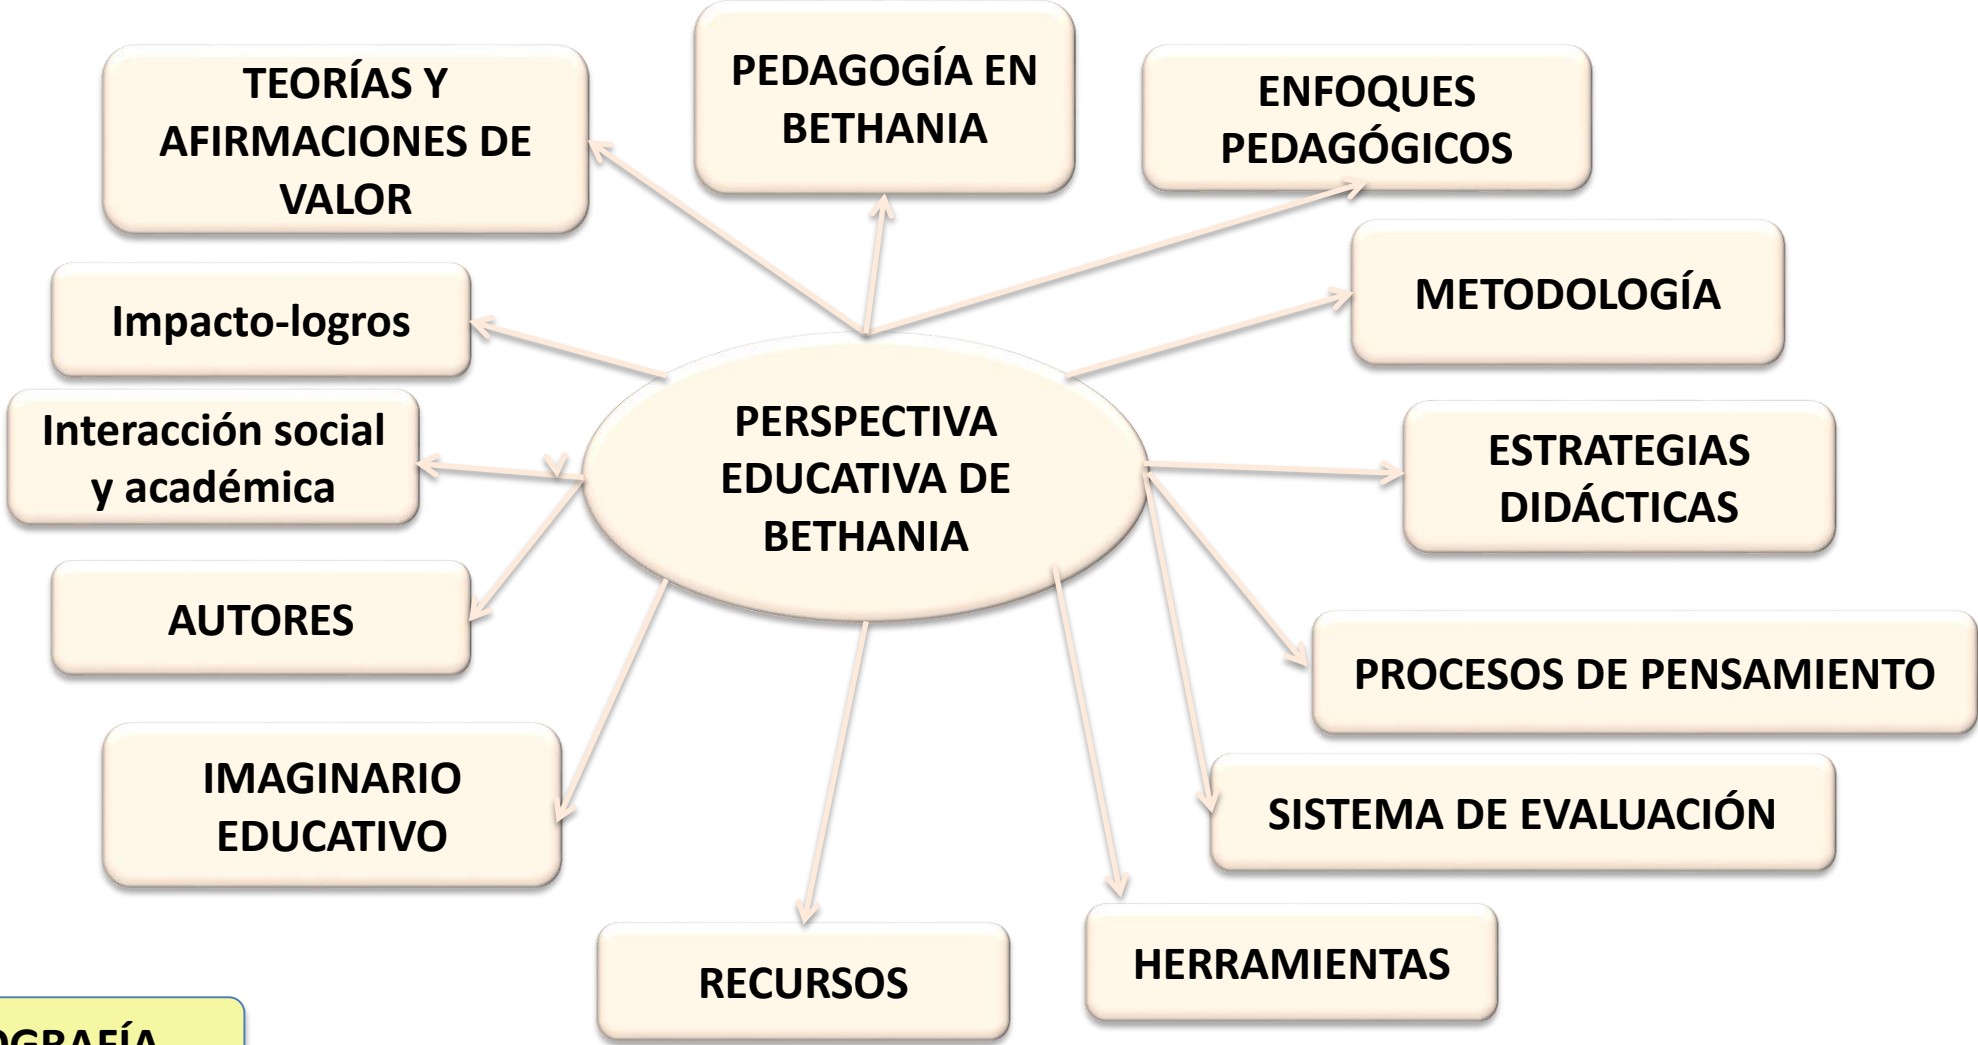 PEDAGOGÍA EN
BETHANIA
TEORÍAS Y
AFIRMACIONES DE
VALOR
ENFOQUES
PEDAGÓGICOS
METODOLOGÍA
Impacto-logros
Interacción social
y académica
PERSPECTIVA
EDUCATIVA DE
BETHANIA
ESTRATEGIAS
DIDÁCTICAS
AUTORES
PROCESOS DE PENSAMIENTO
IMAGINARIO
EDUCATIVO
SISTEMA DE EVALUACIÓN
RECURSOS
HERRAMIENTAS